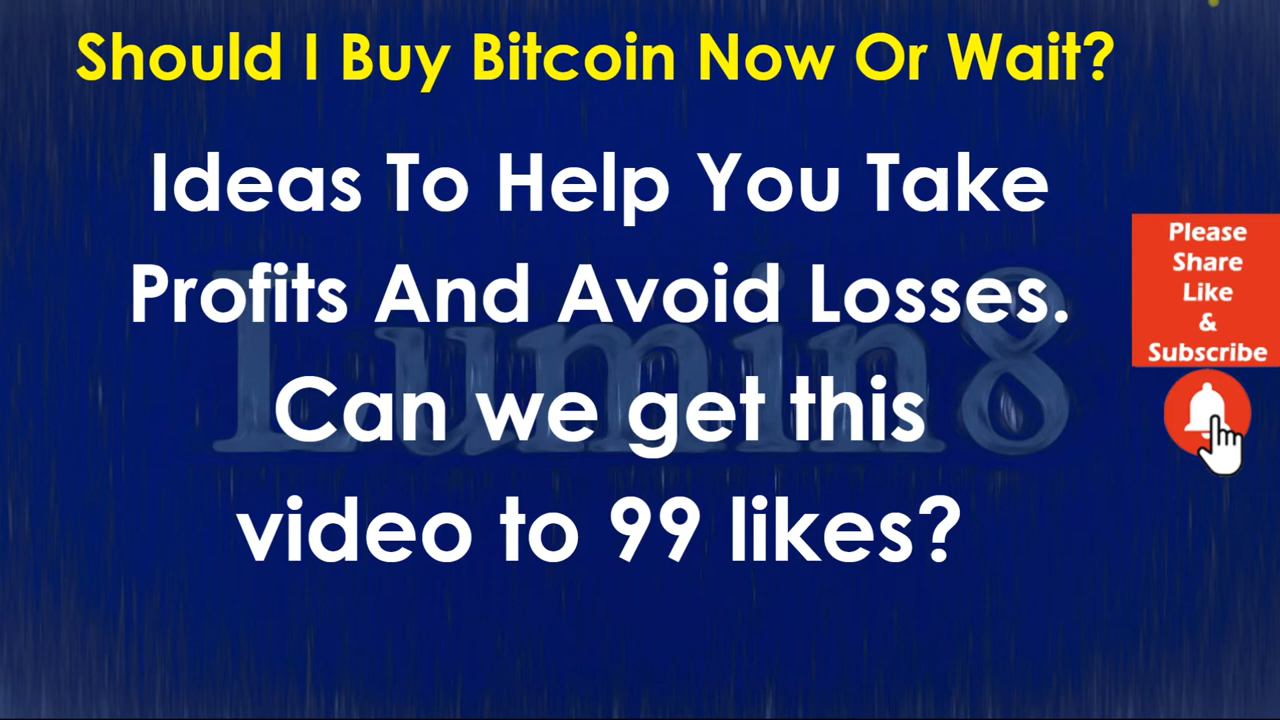 Should I Buy Bitcoin Now Or Wait?
Ideas To Help You Take
Profits And Avoid Losses.
Can we get this
video to 99 likes?
Lumin8
Please
Share
Like
&
Subscribe